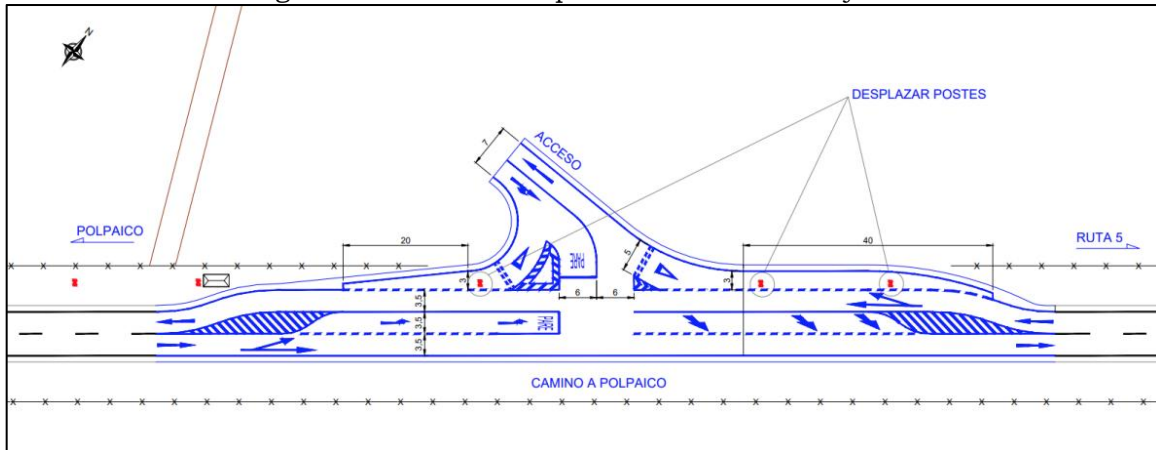 N
DESPLAZAR POSTES
7
ACCESO
POLPAICO
RUTA 5
20
5
40
3
PARE
3
3,5
6
6
3,5
PARE
3,5
CAMINO A POLPAICO